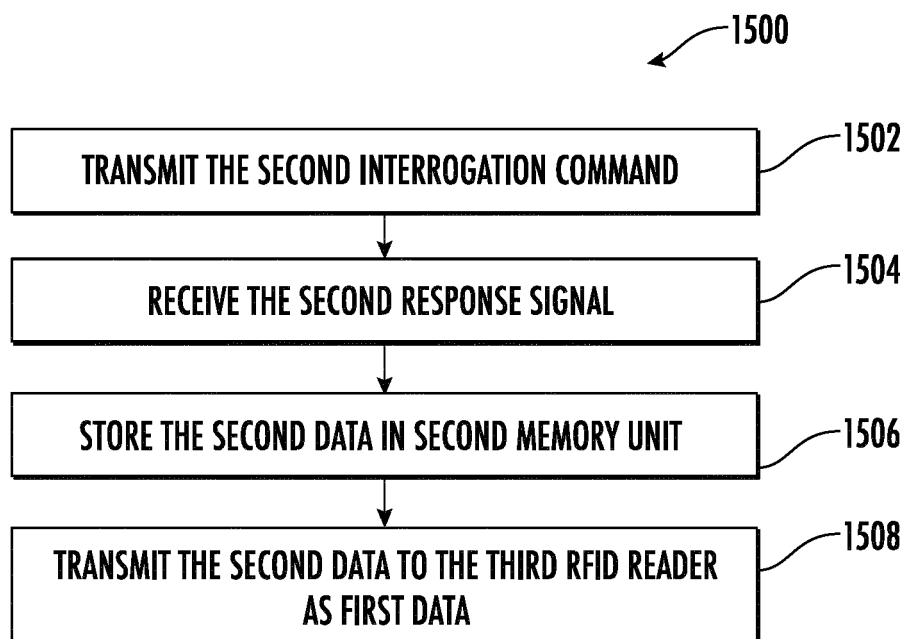 1500
TRANSMIT THE SECOND INTERROGATION COMMAND
1502
RECEIVE THE SECOND RESPONSE SIGNAL
1504
STORE THE SECOND DATA IN SECOND MEMORY UNIT
1506
TRANSMIT THE SECOND DATA TO THE THIRD RFID READER
AS FIRST DATA
1508